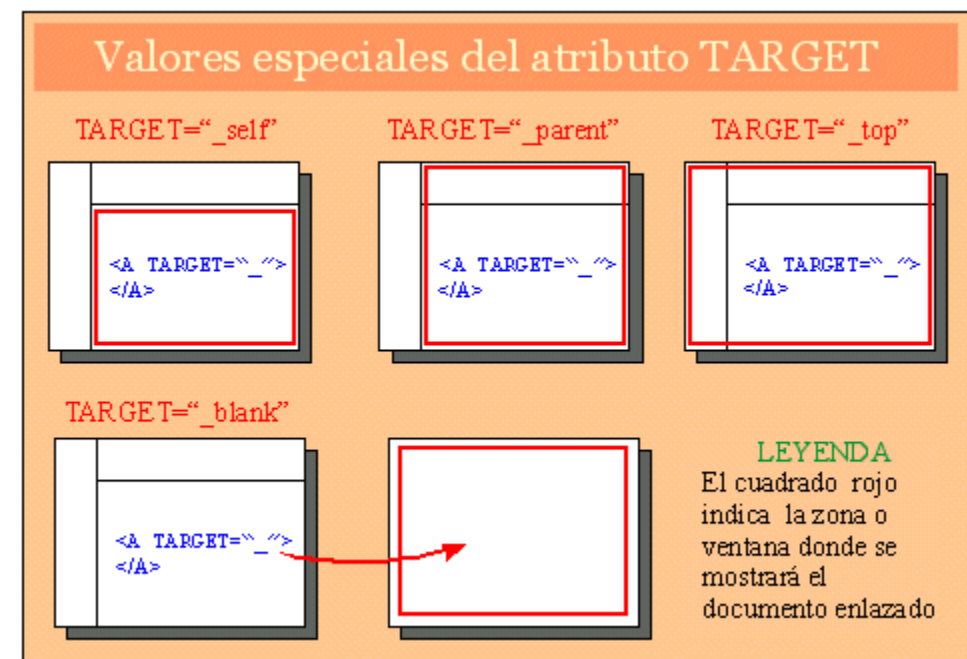 Valores especiales del atributo TARGET
TARGET=“_self”
<A TARGET=“_”>
</A>
TARGET=“_parent”
<A TARGET=“_”>
</A>
TARGET=“_top”
<A TARGET=“_”>
</A>
TARGET=“_blank”
<A TARGET=“_”>
</A>
LEYENDA
El cuadrado rojo
indica la zona o
ventana donde se
mostrará el
documento enlazado